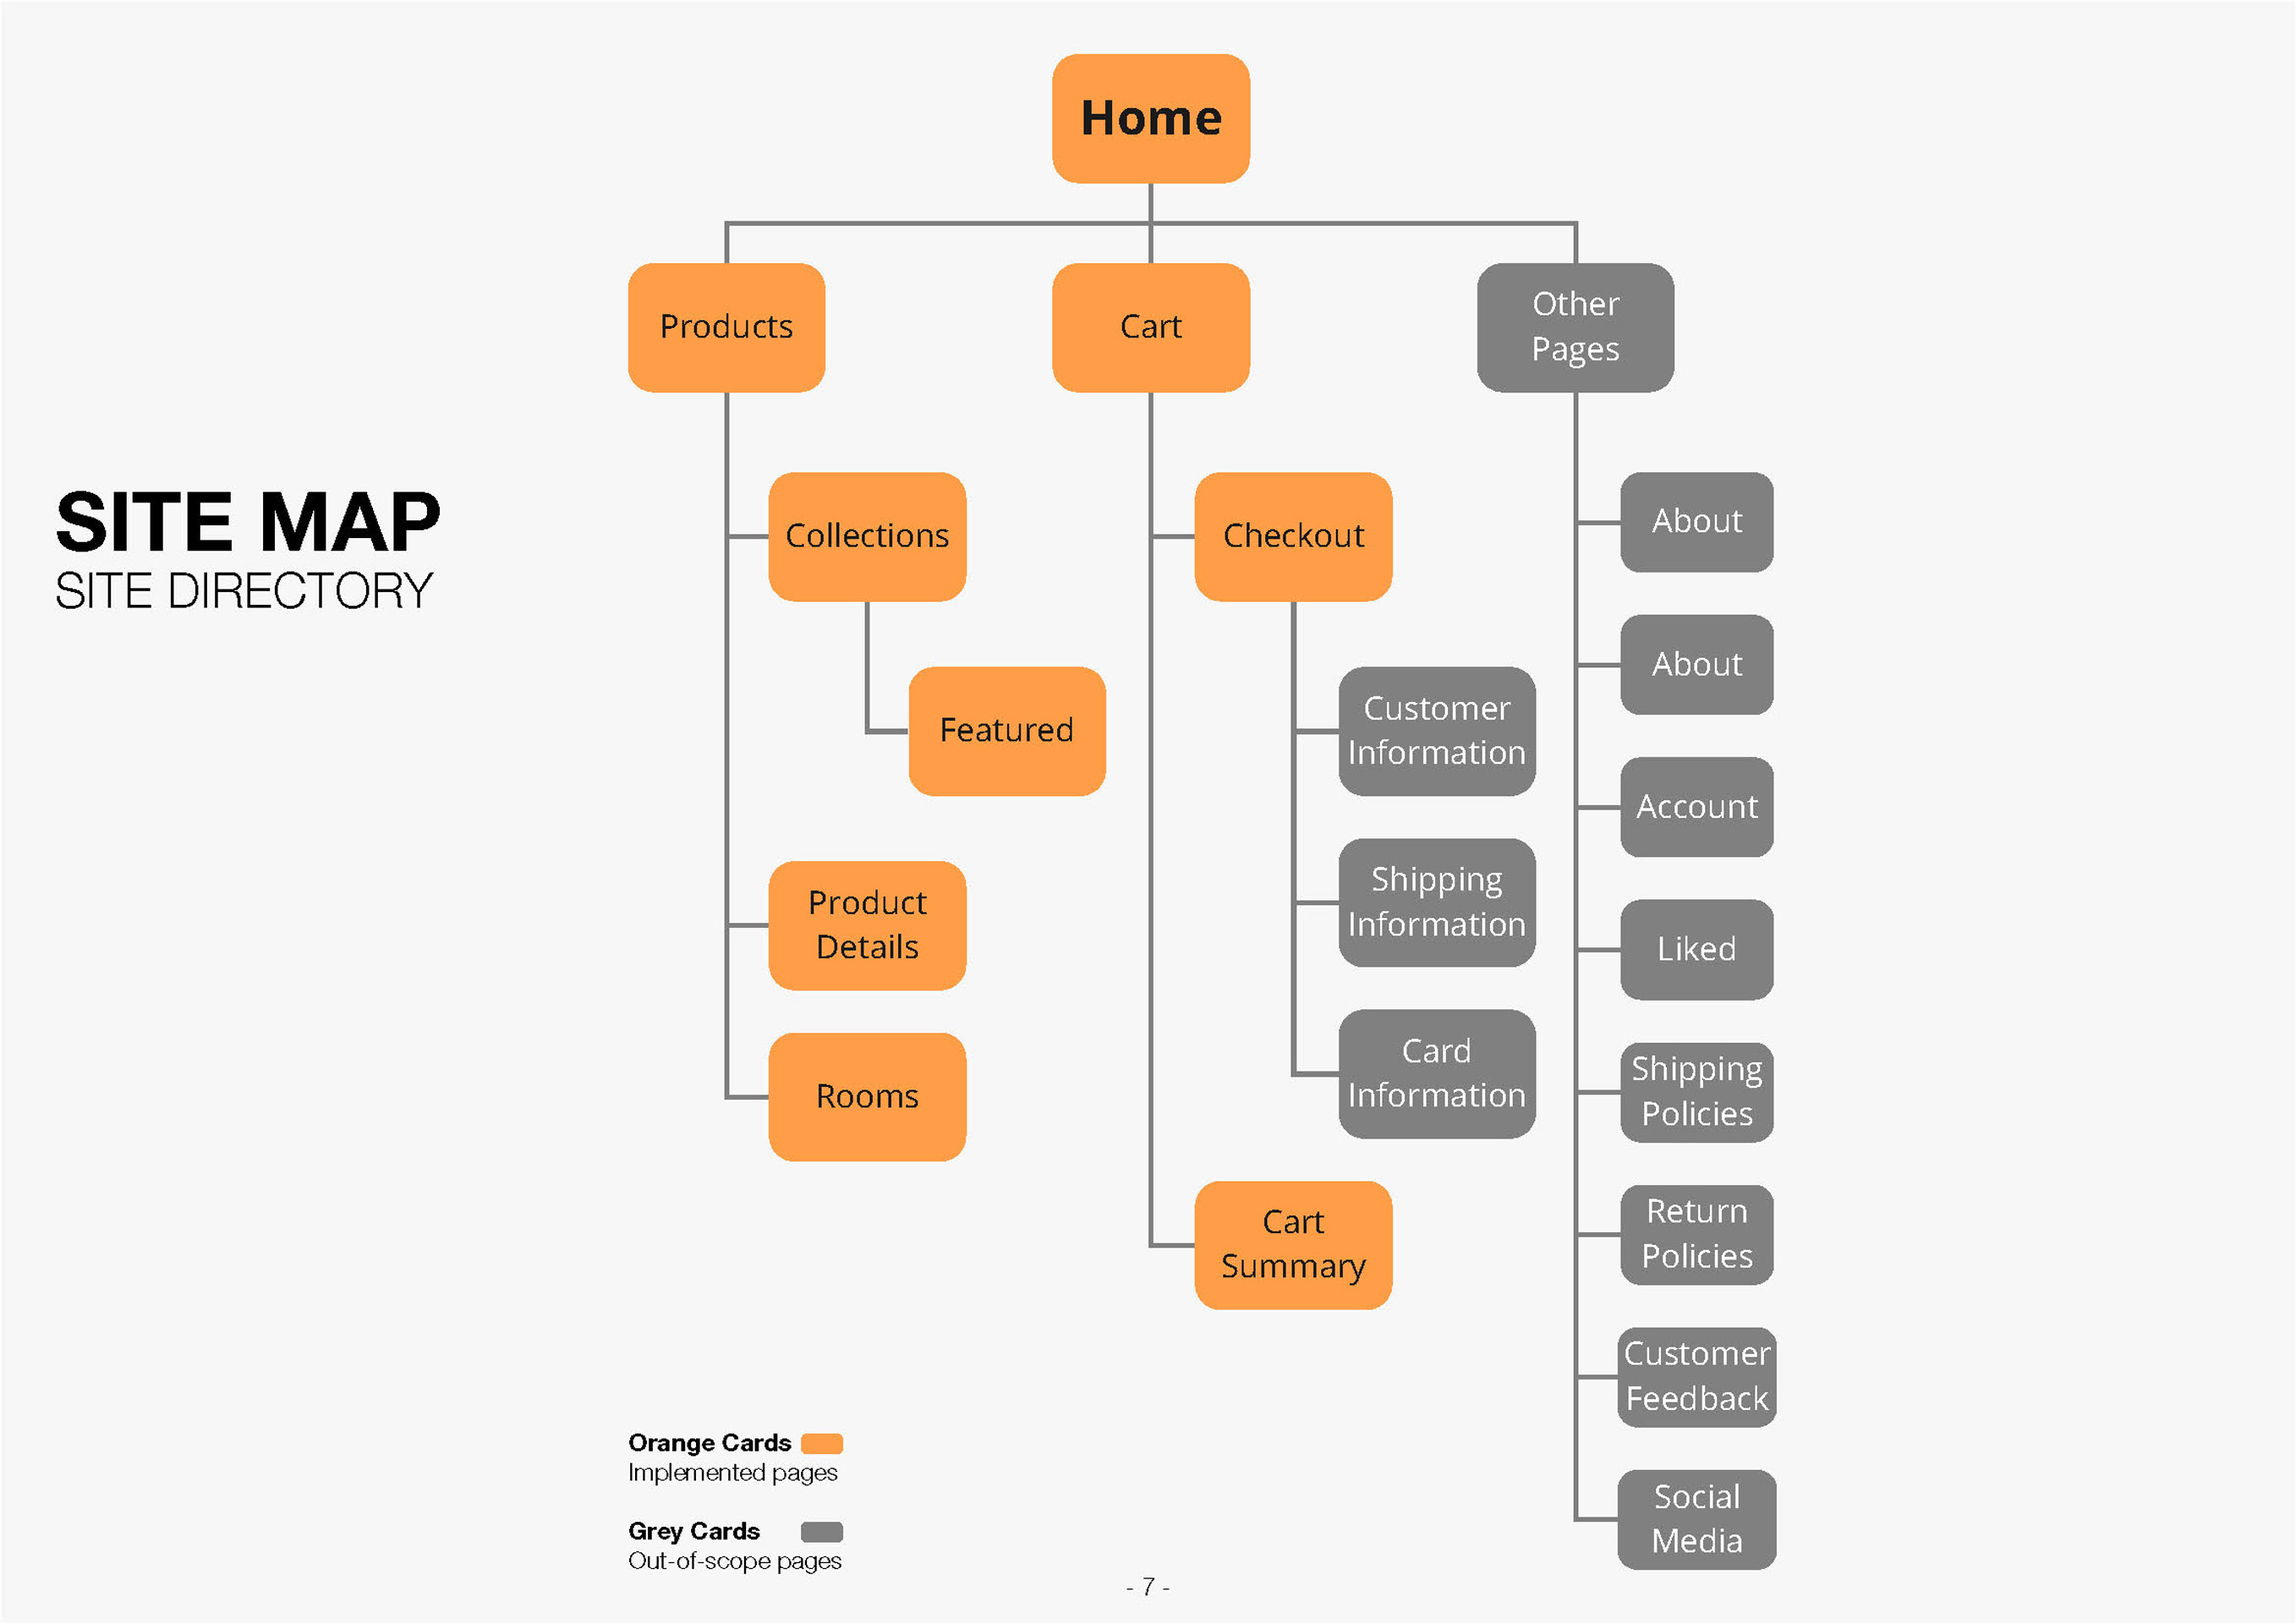 Home
Products
Cart
Other
Pages
SITE MAP
SITE DIRECTORY
Collections
Featured
Product
Details
Rooms
Checkout
Customer
Information
Shipping
Information
Card
Information
Cart
Summary
About
About
Account
Liked
Shipping
Policies
Return
Policies
Customer
Feedback
Social
Media
Orange Cards
Implemented pages
Grey Cards
Out-of-scope pages
- 7 -